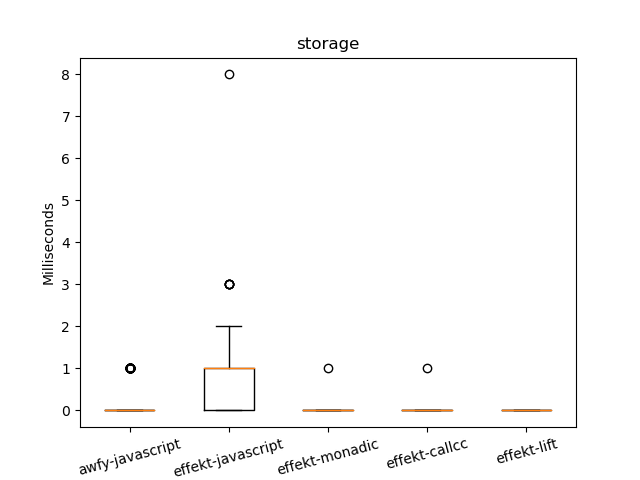 storage
8
7
6
5
4
3
2
1
0
Milliseconds
awfy-javascript
effekt-javascript
effekt-monadic
effekt-callcc
effekt-lift